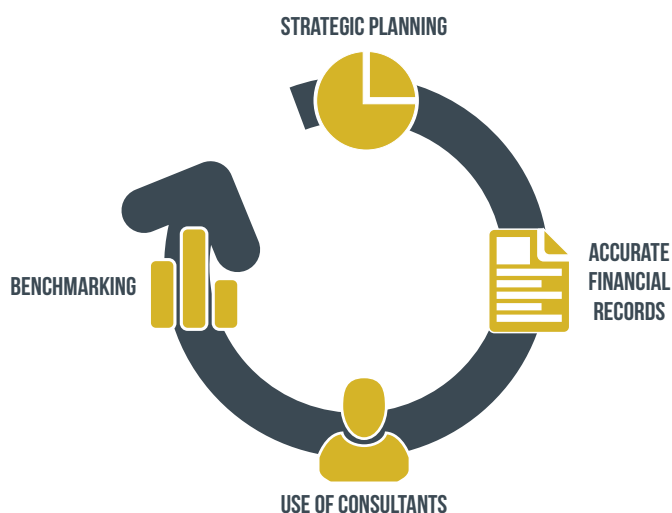 STRATEGIC PLANNING
ACCURATE
FINANCIAL
RECORDS
USE OF CONSULTANTS
BENCHMARKING